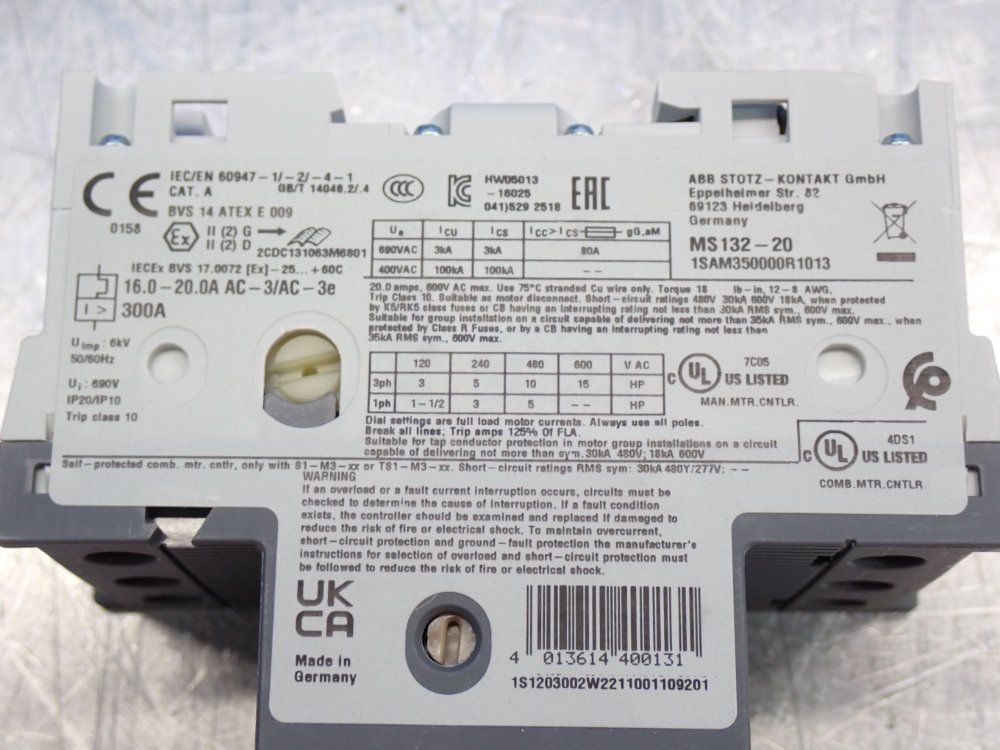 CE
0158
IEC/EN 60947-1/-2/-4-1
CAT. A GB/T 14048.2/.4
BVS 14 ATEX E 009
Ex II (2) G
II (2) D
2CDC131063M6801
IECEx BVS 17.0072 [Ex] -25...+60C
16.0-20.0A AC-3/AC-3e
I > 300A
Uimp: 6kV
50/60Hz
Ui: 690V
IP20/IP10
Trip class 10
CCC
HW06013
-16025
041)529 2518
EAC
Ue ICU ICS ICC>ICS gG,aM
690VAC 3kA 3kA 80A
400VAC 100kA 100kA --
ABB STOTZ-KONTAKT GmbH
Eppelheimer Str. 82
69123 Heidelberg
Germany
MS132-20
1SAM350000R1013
20.0 amps, 600V AC max. Use 75°C stranded Cu wire only. Torque 18 lb-in, 12-8 AWG,
Trip Class 10. Suitable as motor disconnect. Short-circuit ratings 480V 30kA 600V 18kA, when protected
by K5/RK5 class fuses or CB having an interrupting rating not less than 30kA RMS sym., 600V max.
Suitable for group installation on a circuit capable of delivering not more than 35kA RMS sym., 600V max., when
protected by Class R Fuses, or by a CB having an interrupting rating not less than
35kA RMS sym., 600V max.
120 240 480 600 V AC
3ph 3 5 10 15 HP
1ph 1-1/2 3 5 -- HP
C UL US LISTED
7C05
MAN.MTR.CNTLR.
Dial settings are full load motor currents. Always use all poles.
Break all lines, Trip amps 125% Of FLA.
Suitable for tap conductor protection in motor group installations on a circuit
capable of delivering not more than sym. 30kA 480V; 18kA 600V
C UL US LISTED
4DS1
COMB.MTR.CNTLR
Self-protected comb. mtr. cntlr, only with S1-M3-xx or TS1-M3-xx. Short-circuit ratings RMS sym: 30kA 480Y/277V; --
WARNING
If an overload or a fault current interruption occurs, circuits must be
checked to determine the cause of interruption. If a fault condition
exists, the controller should be examined and replaced if damaged to
reduce the risk of fire or electrical shock. To maintain overcurrent,
short-circuit protection and ground-fault protection the manufacturer's
instructions for selection of overload and short-circuit protection must
be followed to reduce the risk of fire or electrical shock.
UK
CA
Made in
Germany
4 013614 400131
1S1203002W2211001109201